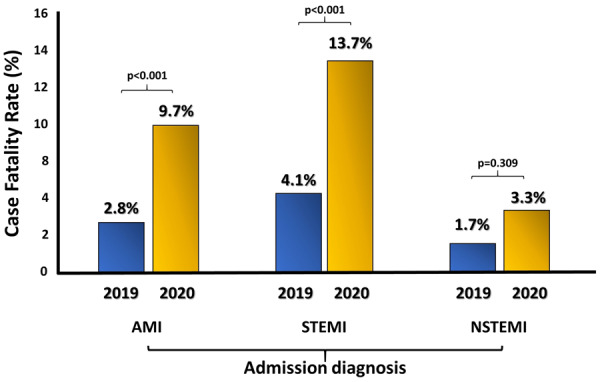 Case Fatality Rate (%)
16
14
12
10
8
4
2
0
p<0.001
2.8%
9.7%
p<0.001
4.1%
13.7%
p=0.309
1.7%
3.3%
2019 2020 2019 2020 2019 2020
AMI STEMI NSTEMI
Admission diagnosis